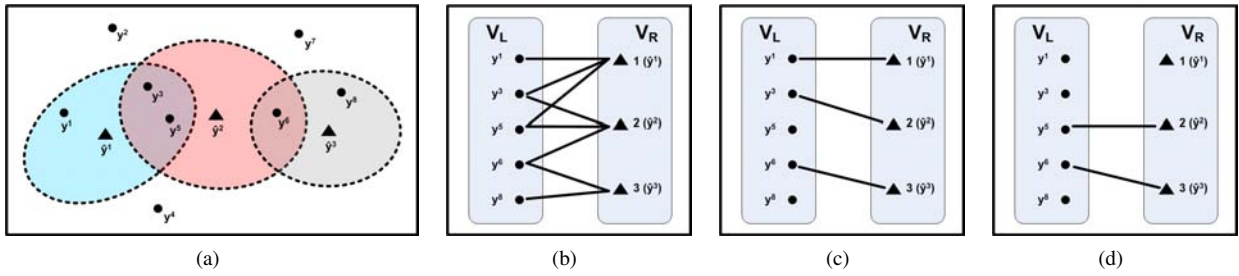 y²
y⁷
y³
y⁸
y¹
y⁵
ŷ²
y⁶
ŷ¹
ŷ³
y⁴
(a)
V_L V_R
y¹ 1 (ŷ¹)
y³
y⁵ 2 (ŷ²)
y⁶
y⁸ 3 (ŷ³)
(b)
V_L V_R
y¹ 1 (ŷ¹)
y³
y⁵ 2 (ŷ²)
y⁶
y⁸ 3 (ŷ³)
(c)
V_L V_R
y¹ 1 (ŷ¹)
y³
y⁵ 2 (ŷ²)
y⁶
y⁸ 3 (ŷ³)
(d)